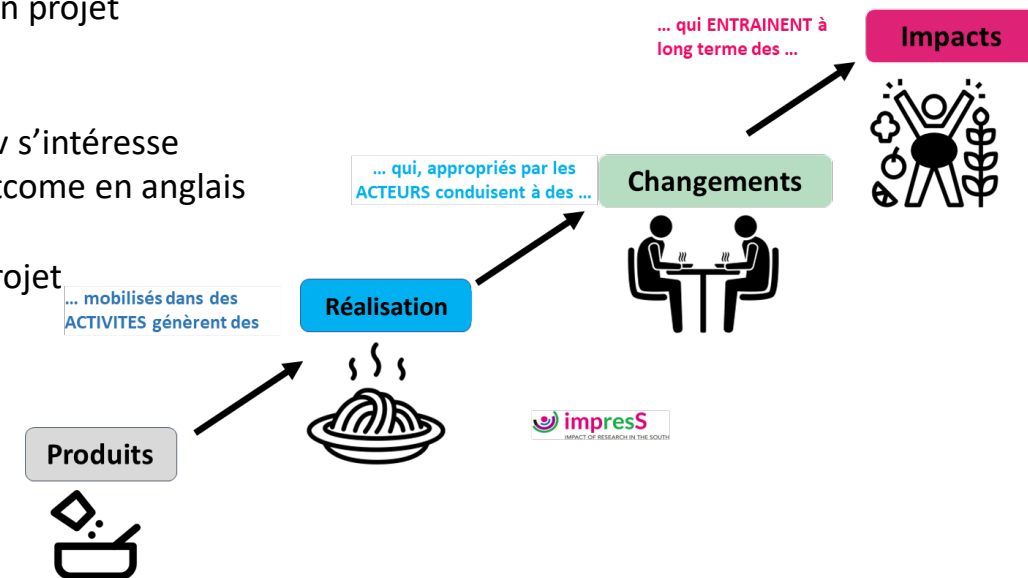 n projet
… qui ENTRAINENT à
long terme des …
Impacts
s'intéresse
tcome en anglais
… qui, appropriés par les
ACTEURS conduisent à des …
Changements
rojet
… mobilisés dans des
ACTIVITES génèrent des
Réalisation
impresS
IMPACT OF RESEARCH IN THE SOUTH
Produits